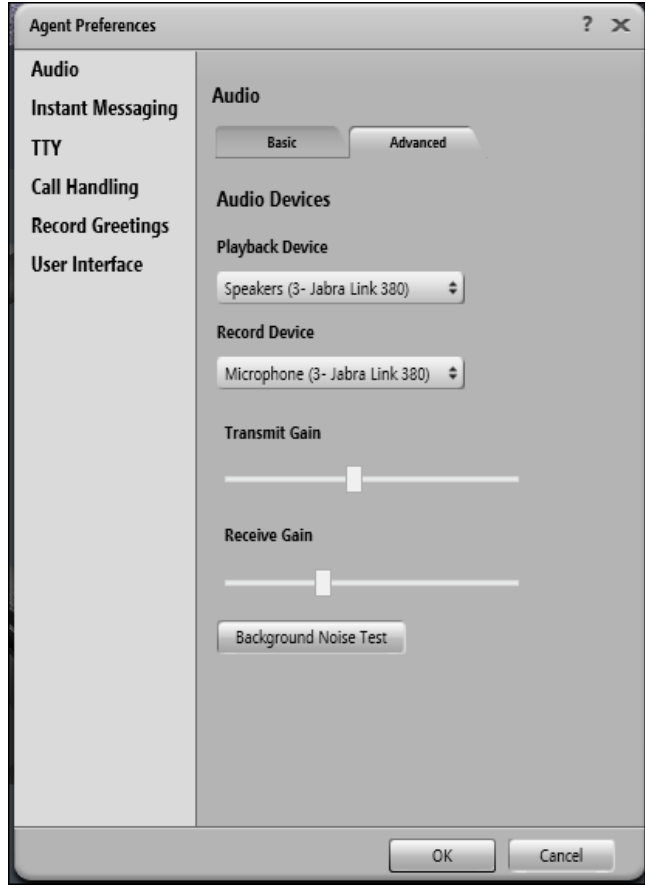 Agent Preferences ?
Audio
Instant Messaging
TTY
Call Handling
Record Greetings
User Interface
Audio
Basic Advanced
Audio Devices
Playback Device
Speakers (3- Jabra Link 380)
Record Device
Microphone (3- Jabra Link 380)
Transmit Gain
Receive Gain
Background Noise Test
OK Cancel